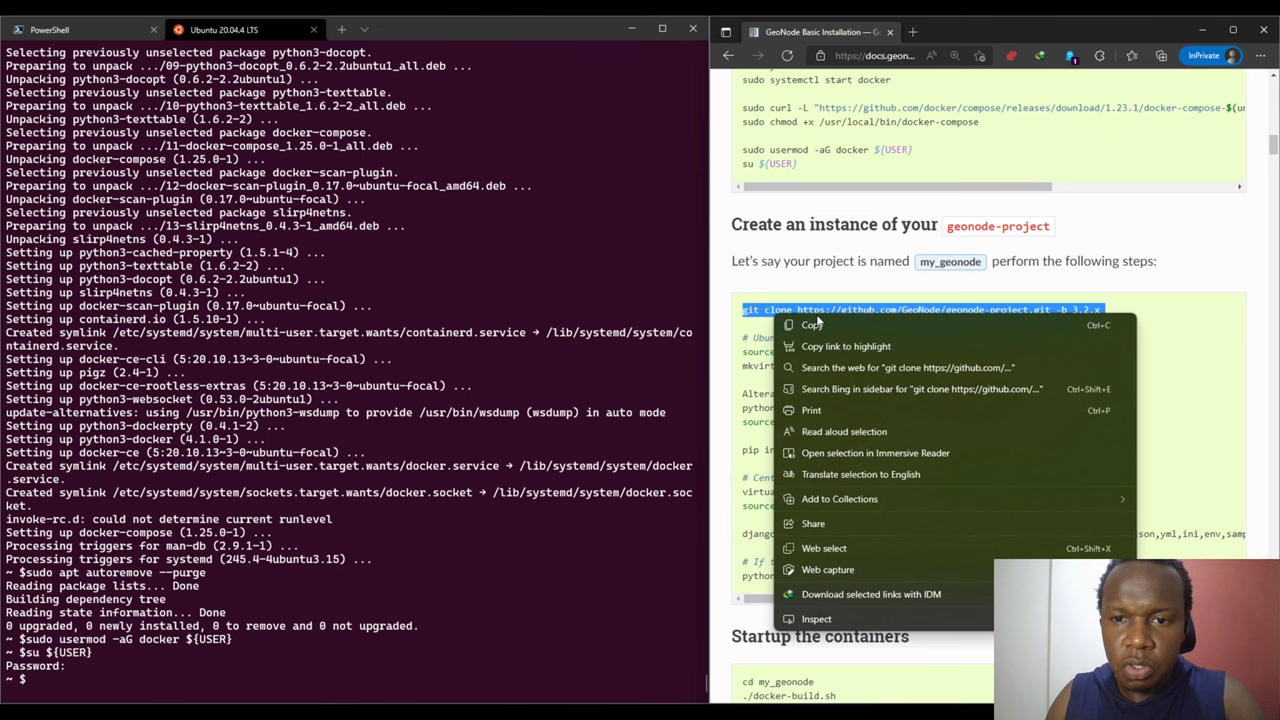 PowerShell
Ubuntu 20.04.4 LTS
Selecting previously unselected package python3-docopt.
Preparing to unpack .../09-python3-docopt_0.6.2-2.2ubuntu1_all.deb ...
Unpacking python3-docopt (0.6.2-2.2ubuntu1) ...
Selecting previously unselected package python3-texttable.
Preparing to unpack .../10-python3-texttable_1.6.2-2_all.deb ...
Unpacking python3-texttable (1.6.2-2) ...
Selecting previously unselected package docker-compose.
Preparing to unpack .../11-docker-compose_1.25.0-1_all.deb ...
Unpacking docker-compose (1.25.0-1) ...
Selecting previously unselected package docker-scan-plugin.
Preparing to unpack .../12-docker-scan-plugin_0.17.0~ubuntu-focal_amd64.deb ...
Unpacking docker-scan-plugin (0.17.0~ubuntu-focal) ...
Selecting previously unselected package slirp4netns.
Preparing to unpack .../13-slirp4netns_0.4.3-1_amd64.deb ...
Unpacking slirp4netns (0.4.3-1) ...
Setting up python3-cached-property (1.5.1-4) ...
Setting up python3-texttable (1.6.2-2) ...
Setting up python3-docopt (0.6.2-2.2ubuntu1) ...
Setting up slirp4netns (0.4.3-1) ...
Setting up docker-scan-plugin (0.17.0~ubuntu-focal) ...
Setting up containerd.io (1.5.10-1) ...
Created symlink /etc/systemd/system/multi-user.target.wants/containerd.service → /lib/systemd/system/co
ntainerd.service.
Setting up docker-ce-cli (5:20.10.13~3-0~ubuntu-focal) ...
Setting up pigz (2.4-1) ...
Setting up docker-ce-rootless-extras (5:20.10.13~3-0~ubuntu-focal) ...
Setting up python3-websocket (0.53.0-2ubuntu1) ...
update-alternatives: using /usr/bin/python3-wsdump to provide /usr/bin/wsdump (wsdump) in auto mode
Setting up python3-dockerpty (0.4.1-2) ...
Setting up python3-docker (4.1.0-1) ...
Setting up docker-ce (5:20.10.13~3-0~ubuntu-focal) ...
Created symlink /etc/systemd/system/multi-user.target.wants/docker.service → /lib/systemd/system/docker
.service.
Created symlink /etc/systemd/system/sockets.target.wants/docker.socket → /lib/systemd/system/docker.soc
ket.
invoke-rc.d: could not determine current runlevel
Setting up docker-compose (1.25.0-1) ...
Processing triggers for man-db (2.9.1-1) ...
Processing triggers for systemd (245.4-4ubuntu3.15) ...
~ $sudo apt autoremove --purge
Reading package lists... Done
Building dependency tree
Reading state information... Done
0 upgraded, 0 newly installed, 0 to remove and 0 not upgraded.
~ $sudo usermod -aG docker ${USER}
~ $su ${USER}
Password:
~ $
GeoNode Basic Installation — Ge
https://docs.geon...
InPrivate
sudo systemctl start docker
sudo curl -L "https://github.com/docker/compose/releases/download/1.23.1/docker-compose-$(un
sudo chmod +x /usr/local/bin/docker-compose
sudo usermod -aG docker ${USER}
su ${USER}
Create an instance of your geonode-project
Let's say your project is named my_geonode perform the following steps:
git clone https://github.com/GeoNode/geonode-project.git -b 3.2.x
# Ubu
source
mkvirt
Altera
python
source
pip in
# Cent
virtua
source
django
son,yml,ini,env,samp
# If t
python
Copy Ctrl+C
Copy link to highlight
Search the web for "git clone https://github.com/..."
Search Bing in sidebar for "git clone https://github.com/..." Ctrl+Shift+E
Print Ctrl+P
Read aloud selection
Open selection in Immersive Reader
Translate selection to English
Add to Collections
Share
Web select Ctrl+Shift+X
Web capture
Download selected links with IDM
Inspect
Startup the containers
cd my_geonode
./docker-build.sh